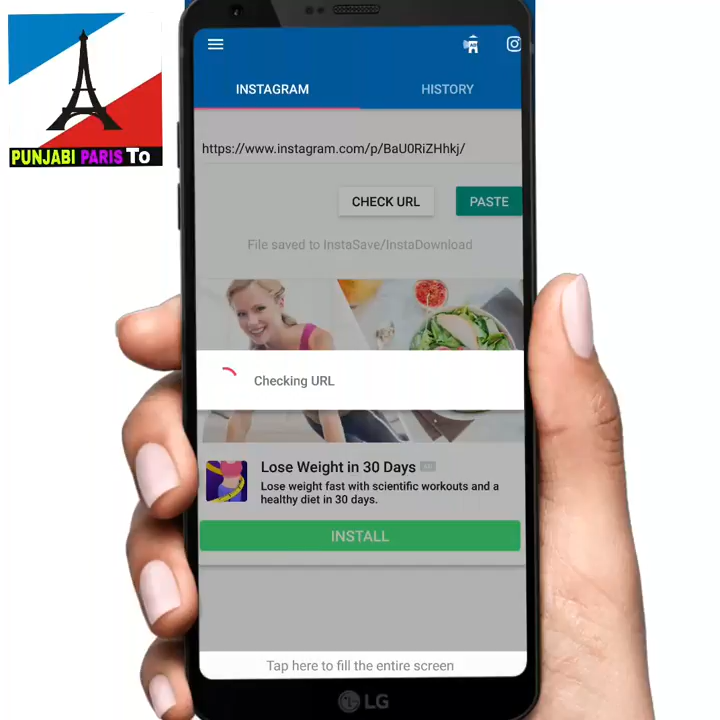 PUNJABI PARIS To
INSTAGRAM
HISTORY
https://www.instagram.com/p/BaU0RiZHhkj/
CHECK URL
PASTE
File saved to InstaSave/InstaDownload
Checking URL
Lose Weight in 30 Days AD
Lose weight fast with scientific workouts and a
healthy diet in 30 days.
INSTALL
Tap here to fill the entire screen
LG